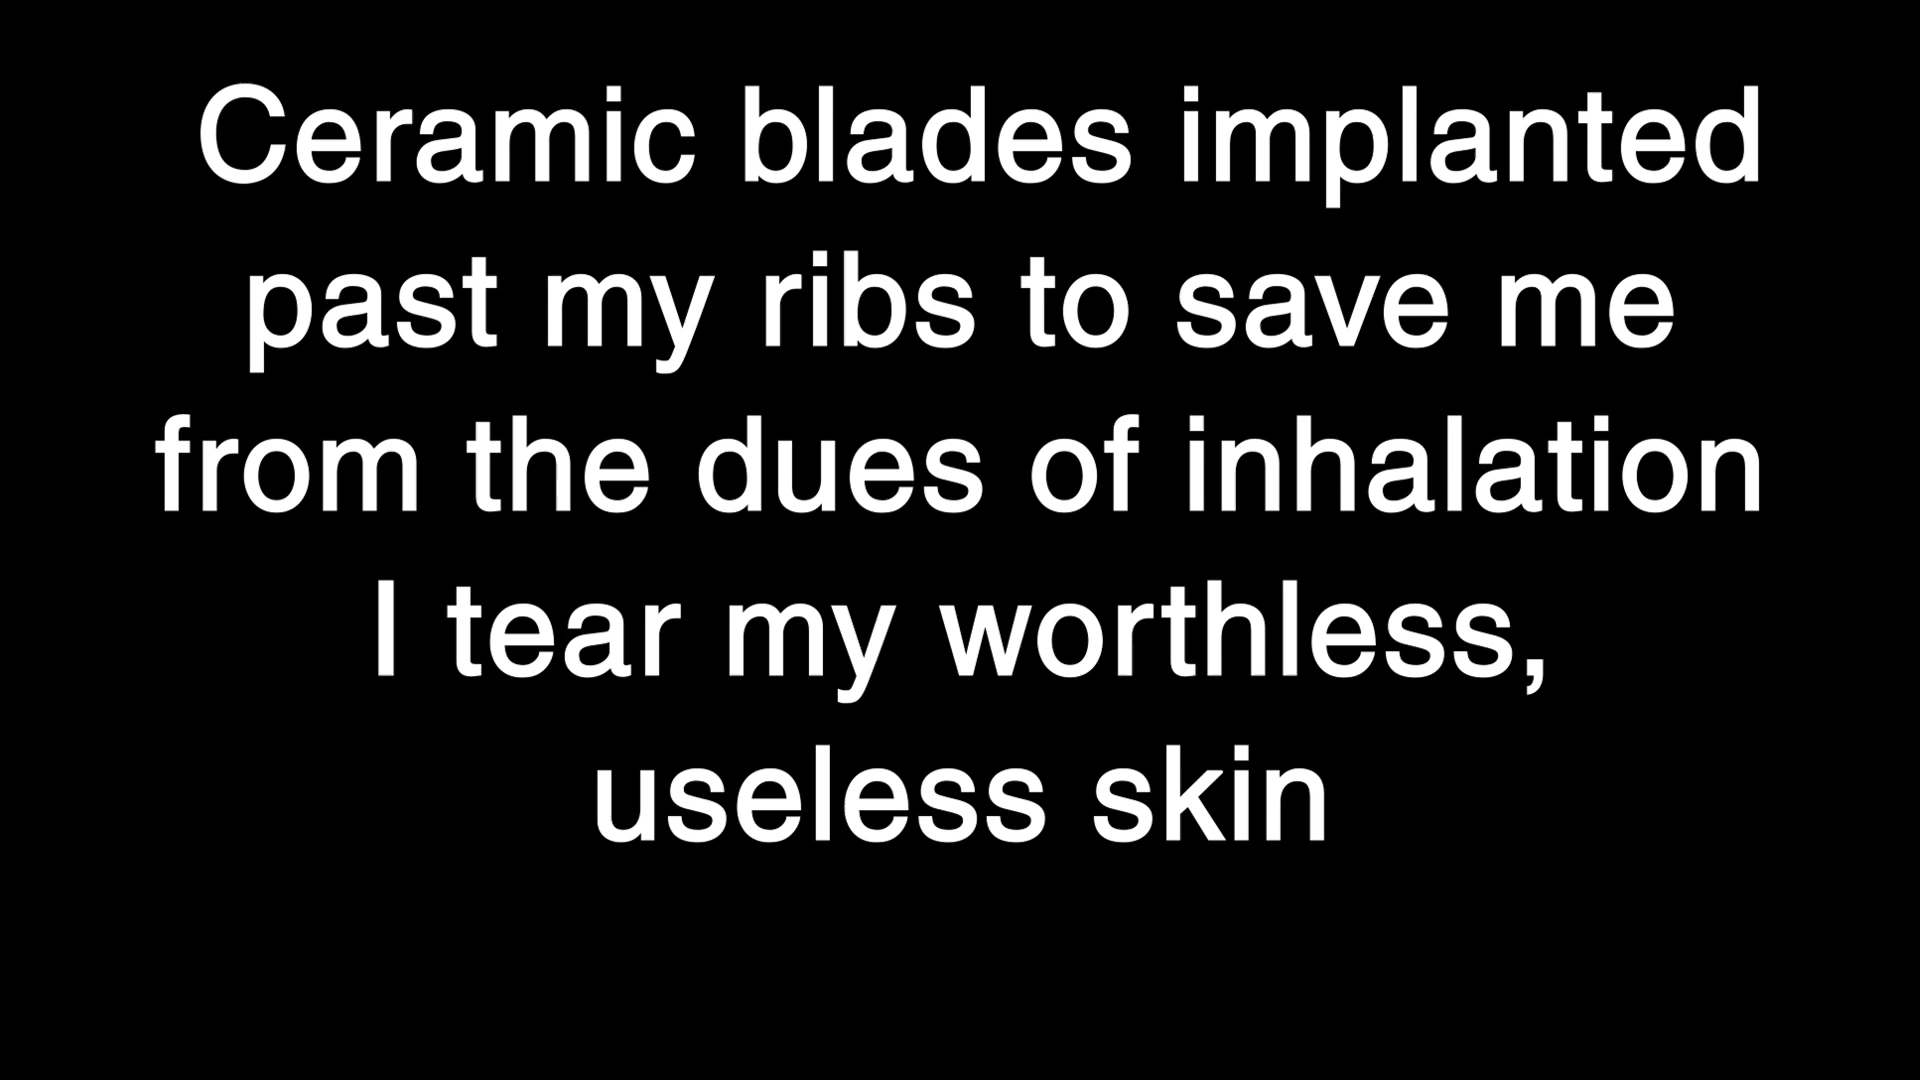 Ceramic blades implanted
past my ribs to save me
from the dues of inhalation
I tear my worthless,
useless skin